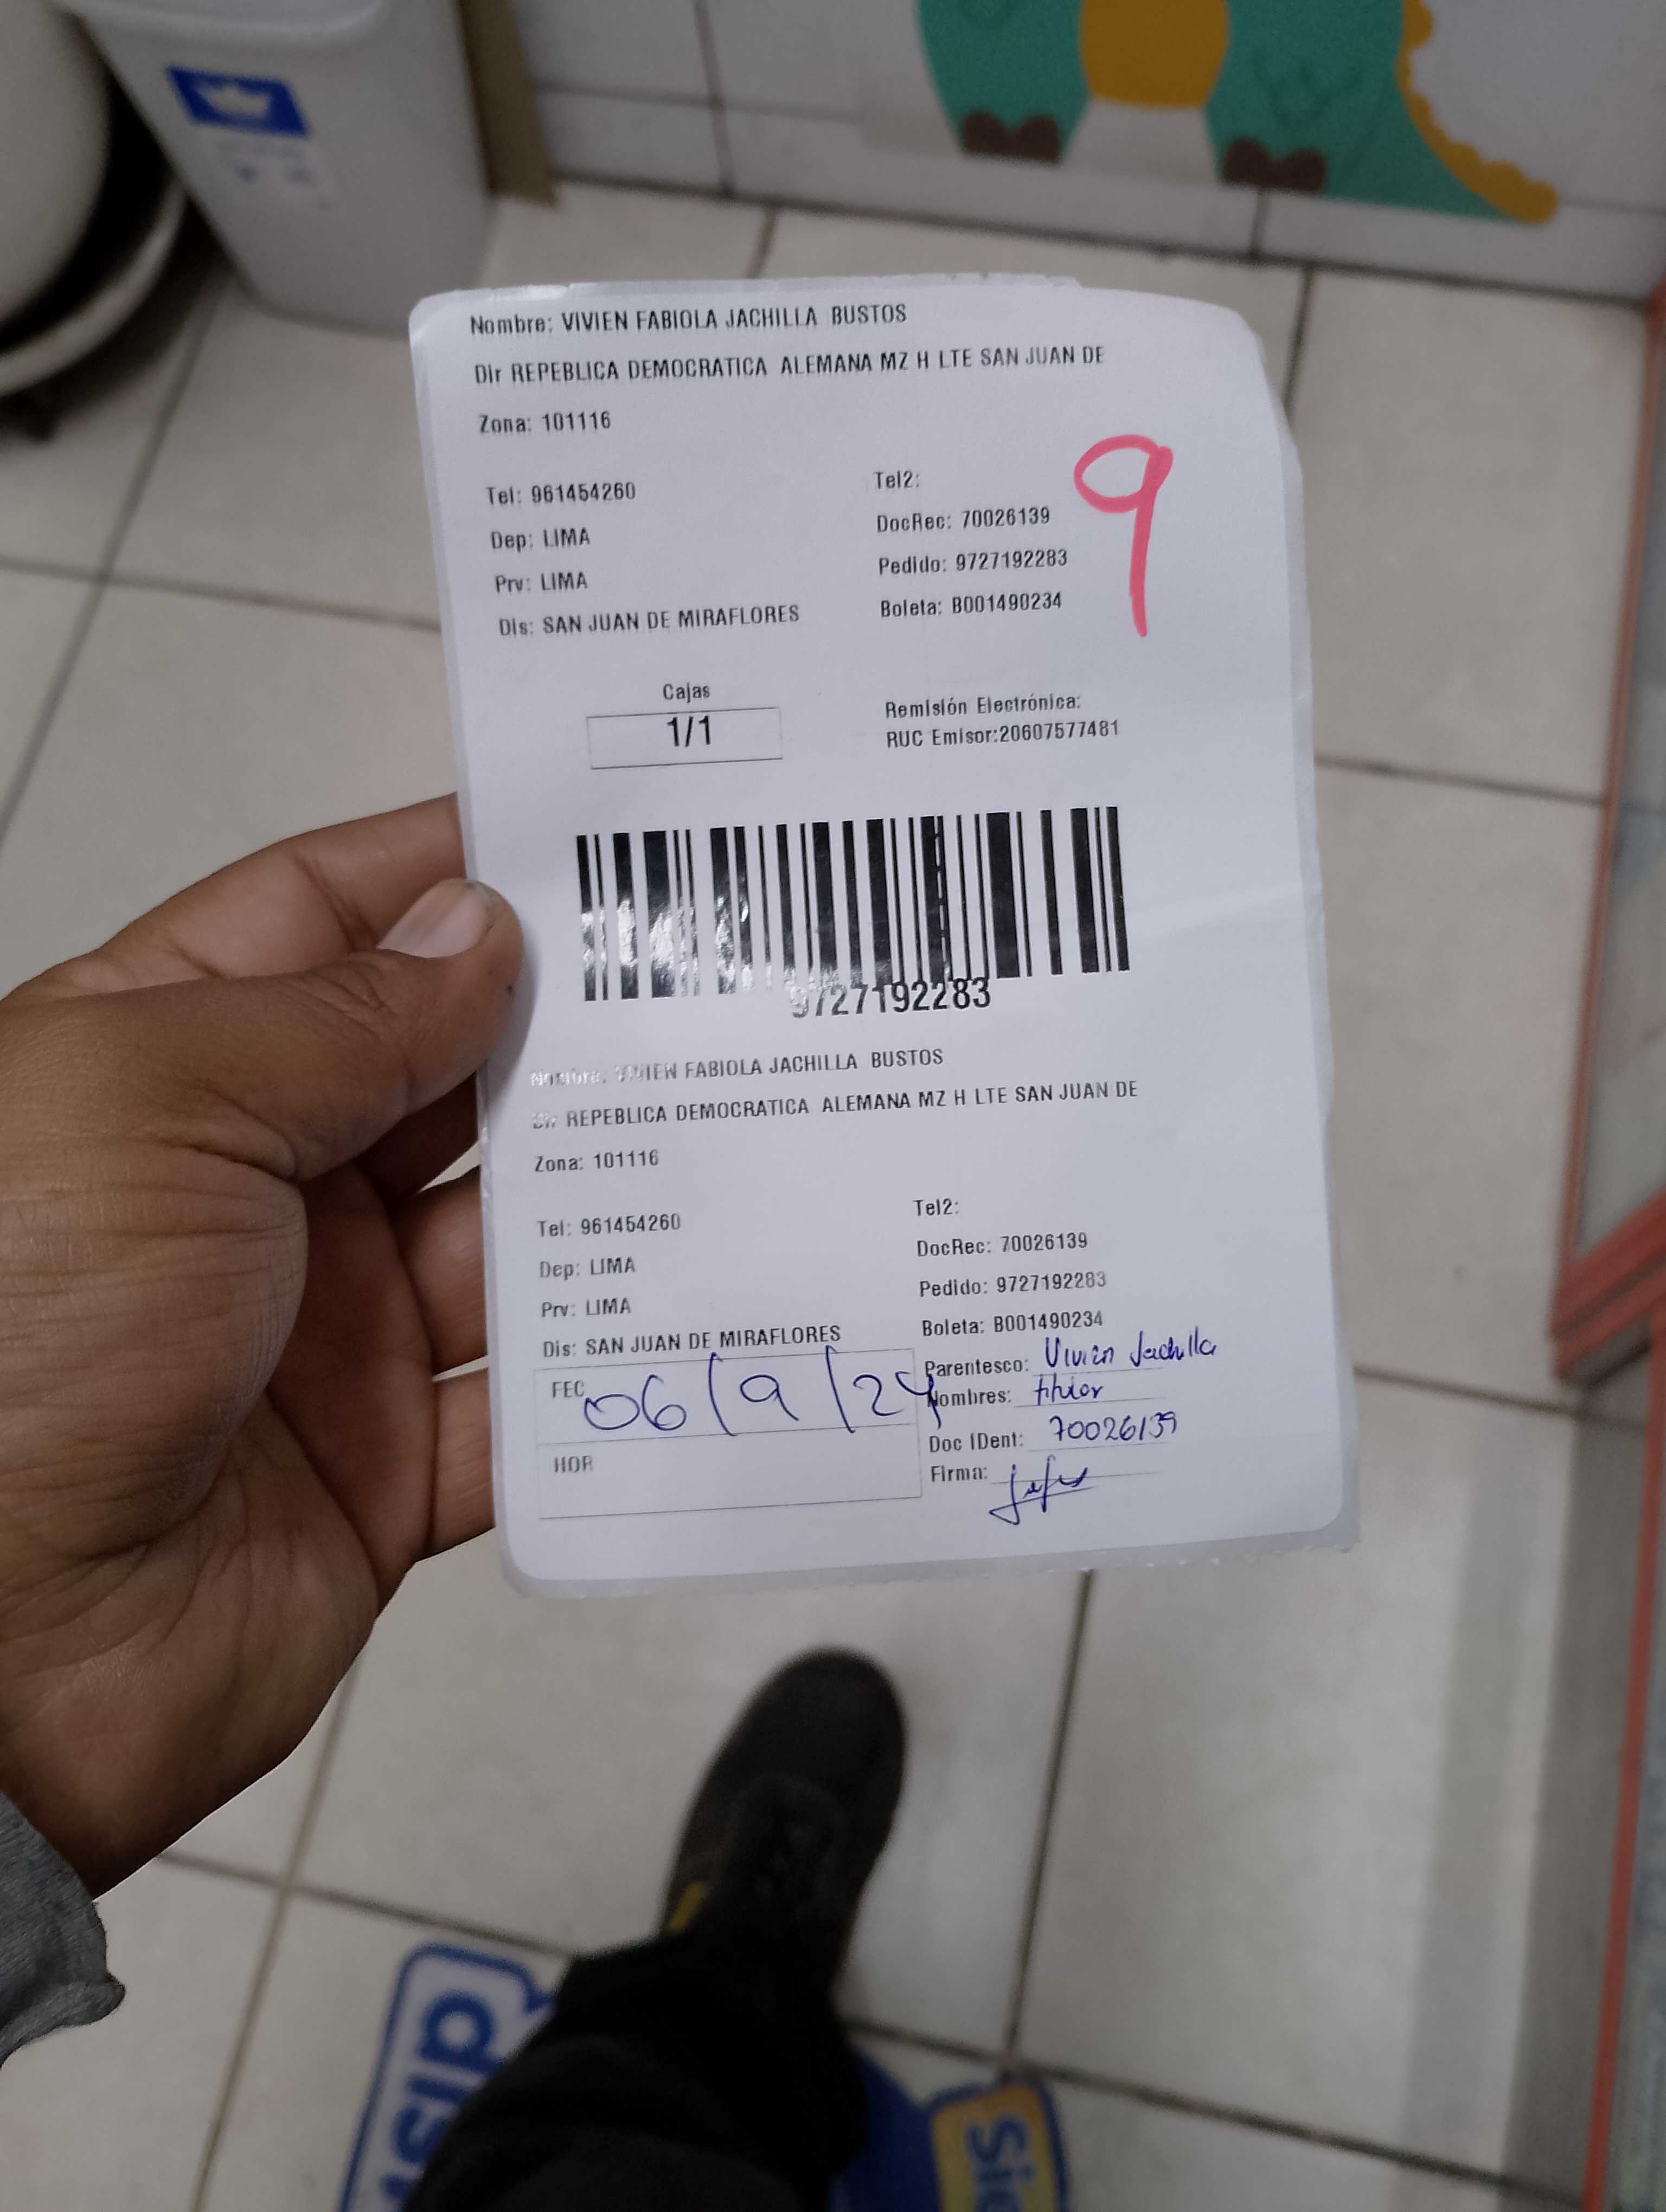 Nombre: VIVIEN FABIOLA JACHILLA BUSTOS
Dir REPEBLICA DEMOCRATICA ALEMANA MZ H LTE SAN JUAN DE
Zona: 101116
Tel: 961454260
Tel2:
Dep: LIMA
DocRec: 70026139
Prv: LIMA
Pedido: 9727192283
Dis: SAN JUAN DE MIRAFLORES
Boleta: B001490234
9
Cajas
1/1
Remisión Electrónica:
RUC Emisor:20607577481
9727192283
Nombre: VIVIEN FABIOLA JACHILLA BUSTOS
Dir REPEBLICA DEMOCRATICA ALEMANA MZ H LTE SAN JUAN DE
Zona: 101116
Tel: 961454260
Tel2:
Dep: LIMA
DocRec: 70026139
Prv: LIMA
Pedido: 9727192283
Dis: SAN JUAN DE MIRAFLORES
Boleta: B001490234
FEC 06/9/24
HOR
Parentesco: Vivien Jachilla
Nombres: titular
Doc IDent: 70026139
Firma: